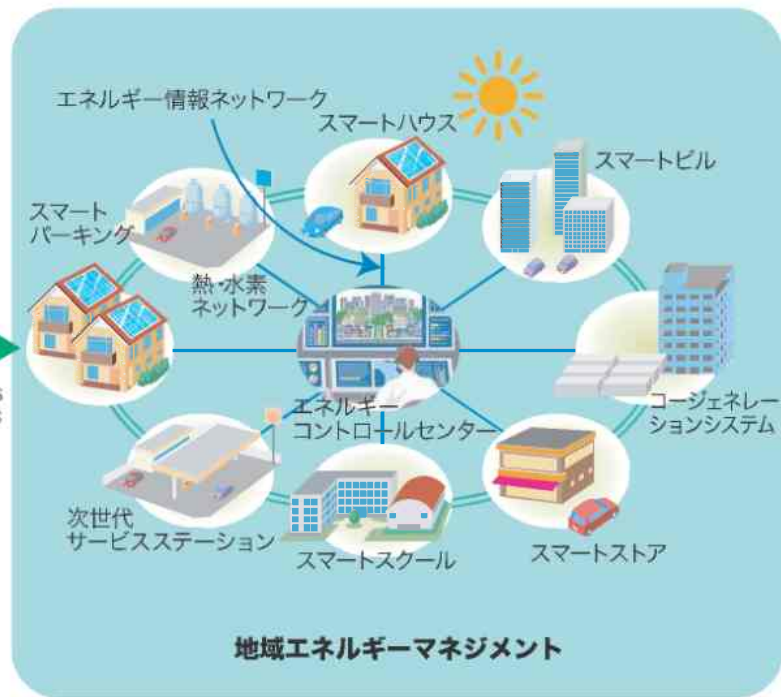 エネルギー情報ネットワーク
スマートハウス
スマートビル
スマート
パーキング
熱・水素
ネットワーク
コージェネレー
ションシステム
エネルギー
コントロールセンター
次世代
サービスステーション
スマートスクール
スマートストア
地域エネルギーマネジメント